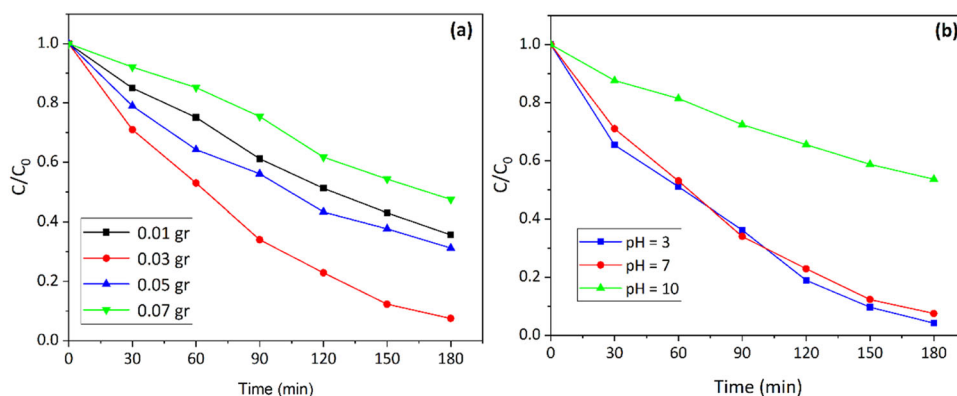 (a)
1.0
0.8
0.6
0.4
0.2
0.0
C/C₀
0.01 gr
0.03 gr
0.05 gr
0.07 gr
0 30 60 90 120 150 180
Time (min)
(b)
1.0
0.8
0.6
0.4
0.2
0.0
C/C₀
pH = 3
pH = 7
pH = 10
0 30 60 90 120 150 180
Time (min)